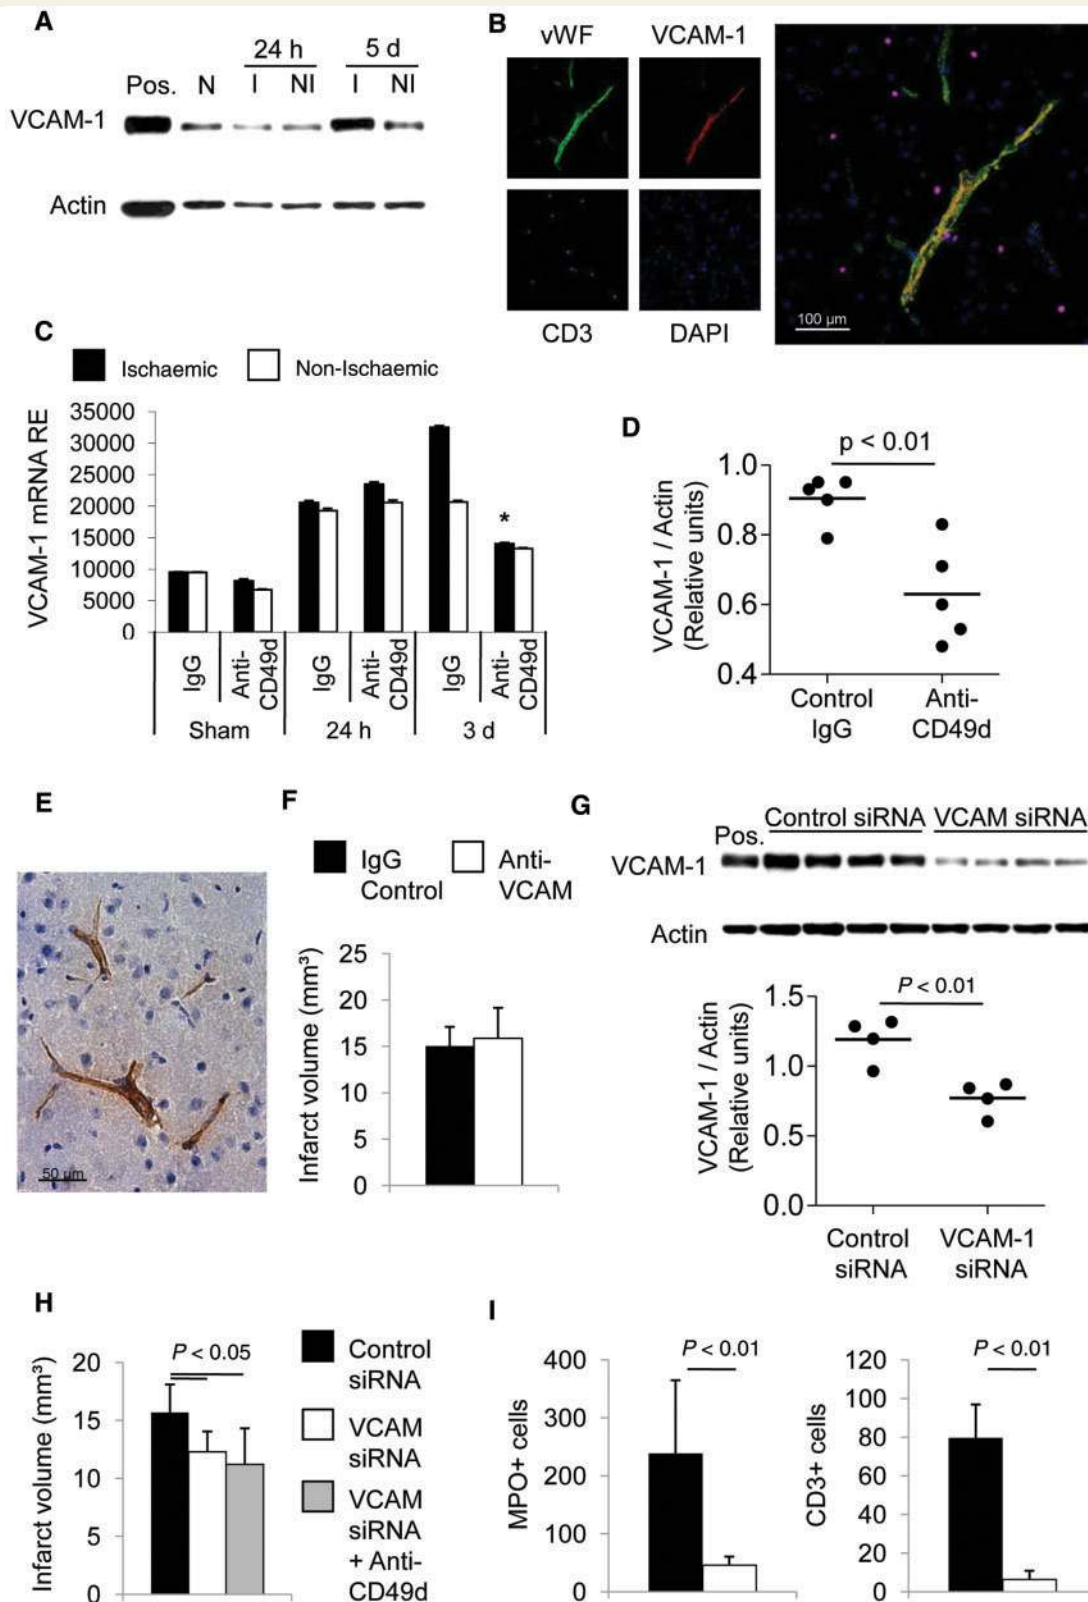 A
24 h
5 d
Pos. N I NI I NI
VCAM-1
Actin
B
vWF VCAM-1
CD3 DAPI
100 µm
C
Ischaemic Non-Ischaemic
VCAM-1 mRNA RE
35000
30000
25000
20000
15000
10000
5000
0
*
IgG Anti-CD49d IgG Anti-CD49d IgG Anti-CD49d
Sham 24 h 3 d
D
p < 0.01
VCAM-1 / Actin
(Relative units)
1.0
0.8
0.6
0.4
Control
IgG
Anti-
CD49d
E
50 µm
F
IgG
Control
Anti-
VCAM
Infarct volume (mm³)
25
20
15
10
5
0
G
Control siRNA VCAM siRNA
Pos.
VCAM-1
Actin
P < 0.01
VCAM-1 / Actin
(Relative units)
1.5
1.0
0.5
0.0
Control
siRNA
VCAM-1
siRNA
H
P < 0.05
Infarct volume (mm³)
20
15
10
5
0
Control
siRNA
VCAM
siRNA
VCAM
siRNA
+ Anti-
CD49d
I
P < 0.01
MPO+ cells
400
300
200
100
0
P < 0.01
CD3+ cells
120
100
80
60
40
20
0